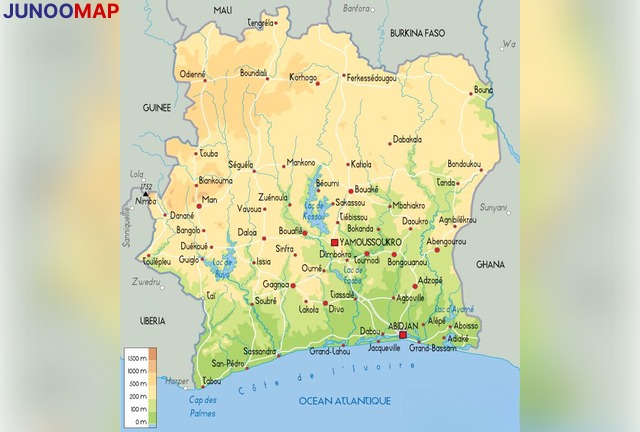 JUNOOMAP
MALI
Banfora
Tengréla
BURKINA FASO
Wa
Odienné
Boundiali
Korhogo
Ferkessédougou
Bouna
GUINEE
Dabakala
Touba
Séguéla
Mankono
Katiola
Bondoukou
Lola
1752
Nimba
Biankouma
Béoumi
Bouaké
Tanda
Man
Zuénoula
Lac de
Kossou
Sakassou
Mbahiakro
Sunyani
Danané
Vavoua
Tiébissou
Daoukro
Agnibilékrou
Sanniquellie
Bangolo
Daloa
Bouaflé
Bokanda
Duékoué
Sinfra
YAMOUSSOUKRO
Abengourou
Toulépleu
Guiglo
Lac de
Buyo
Issia
Dimbokro
Toumodi
Bongouanou
GHANA
Zwedru
Oumé
Lac de
Taabo
Gagnoa
Adzopé
Taï
Soubré
Lakota
Divo
Tiassalé
Agboville
Lac d'Ayamé
UBERIA
Dabou
ABIDJAN
Alépé
Aboisso
Adiaké
Sassandra
Grand-Lahou
Jacqueville
Grand-Bassam
San-Pédro
1500 m
1000 m
500 m
200 m
100 m
0 m
Harper
Tabou
Côte de l'Ivoire
Cap des
Palmes
OCEAN ATLANTIQUE